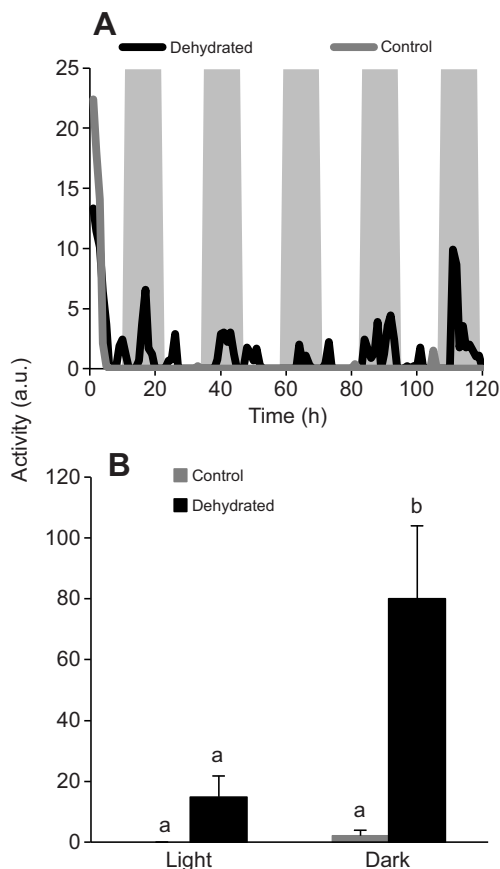 A
Dehydrated Control
25
20
15
10
5
0
0 20 40 60 80 100 120
Time (h)
Activity (a.u.)
B
Control
Dehydrated
120
100
80
60
40
20
0
a a a b
Light Dark